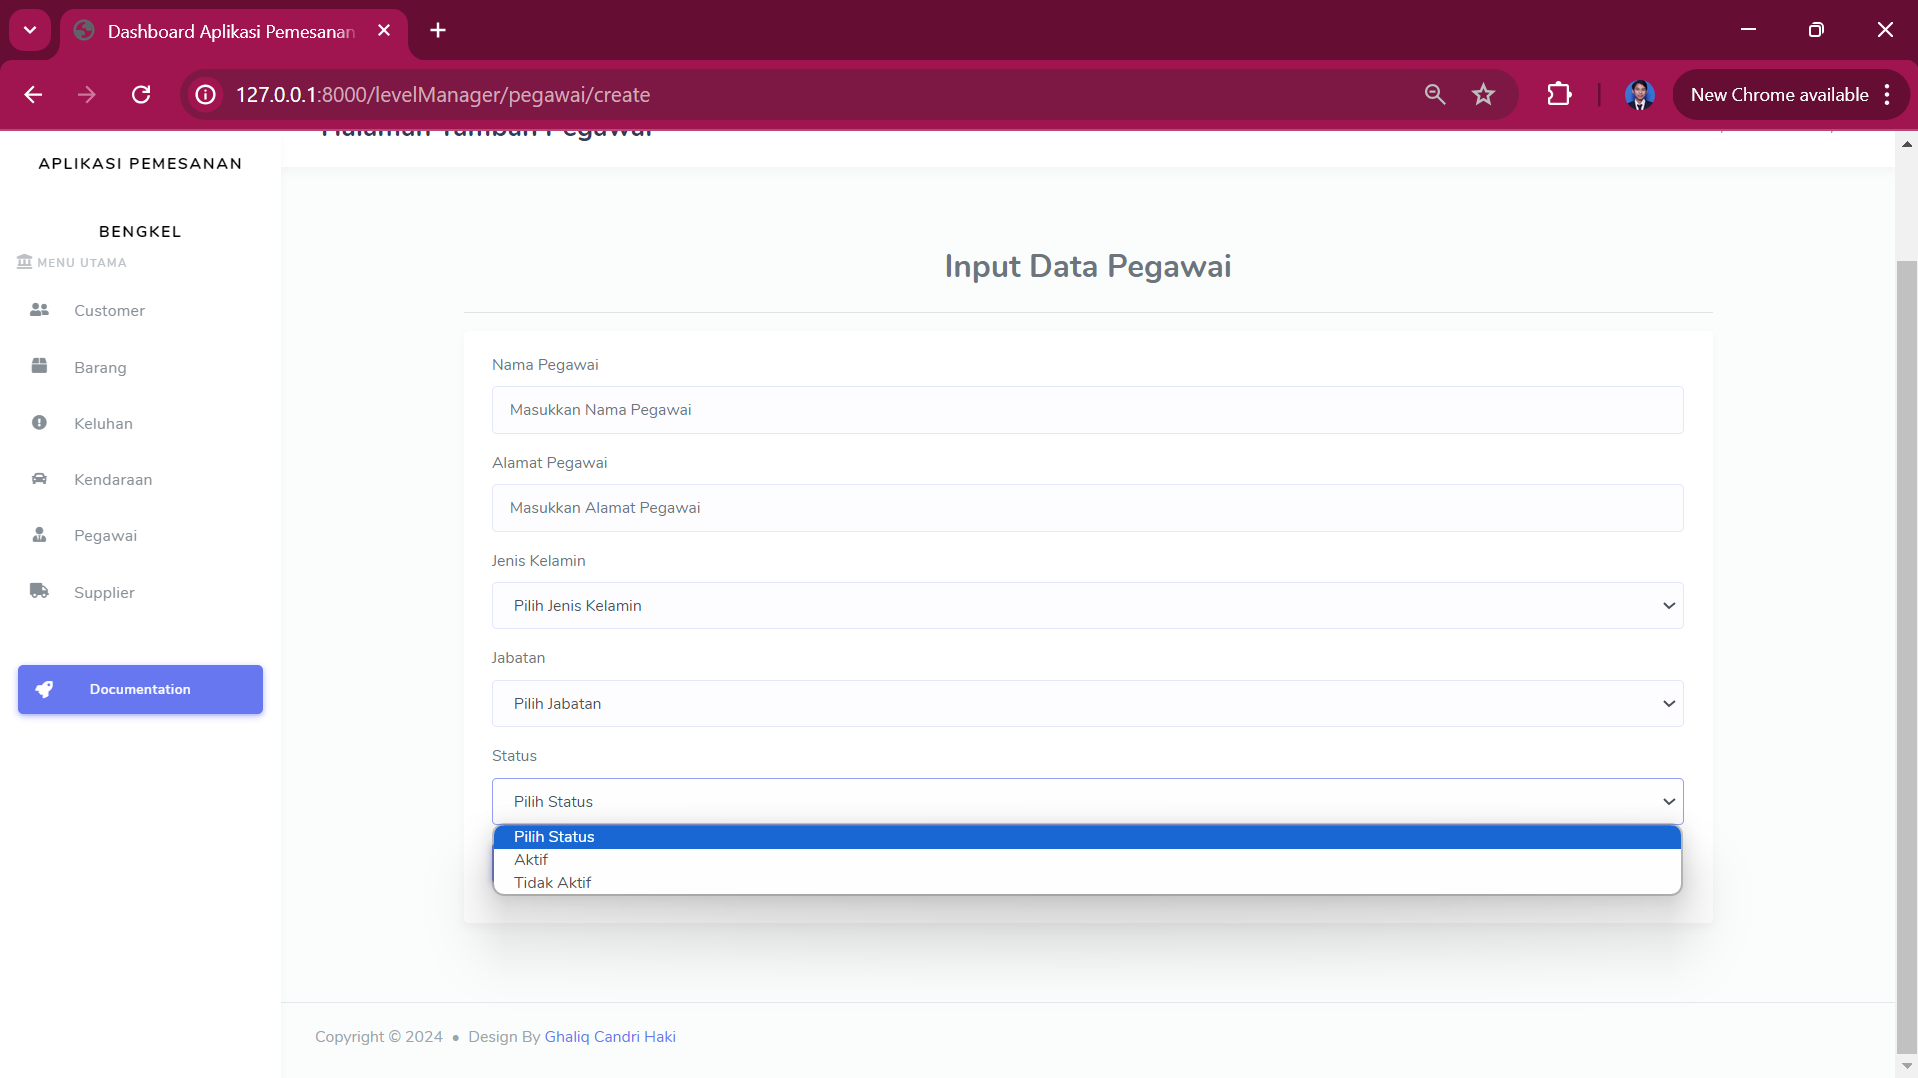 Dashboard Aplikasi Pemesanan
127.0.0.1:8000/levelManager/pegawai/create
New Chrome available
Halaman Tambah Pegawai
APLIKASI PEMESANAN
BENGKEL
MENU UTAMA
Customer
Barang
Keluhan
Kendaraan
Pegawai
Supplier
Documentation
Input Data Pegawai
Nama Pegawai
Masukkan Nama Pegawai
Alamat Pegawai
Masukkan Alamat Pegawai
Jenis Kelamin
Pilih Jenis Kelamin
Jabatan
Pilih Jabatan
Status
Pilih Status
Pilih Status
Aktif
Tidak Aktif
Copyright © 2024 • Design By Ghaliq Candri Haki